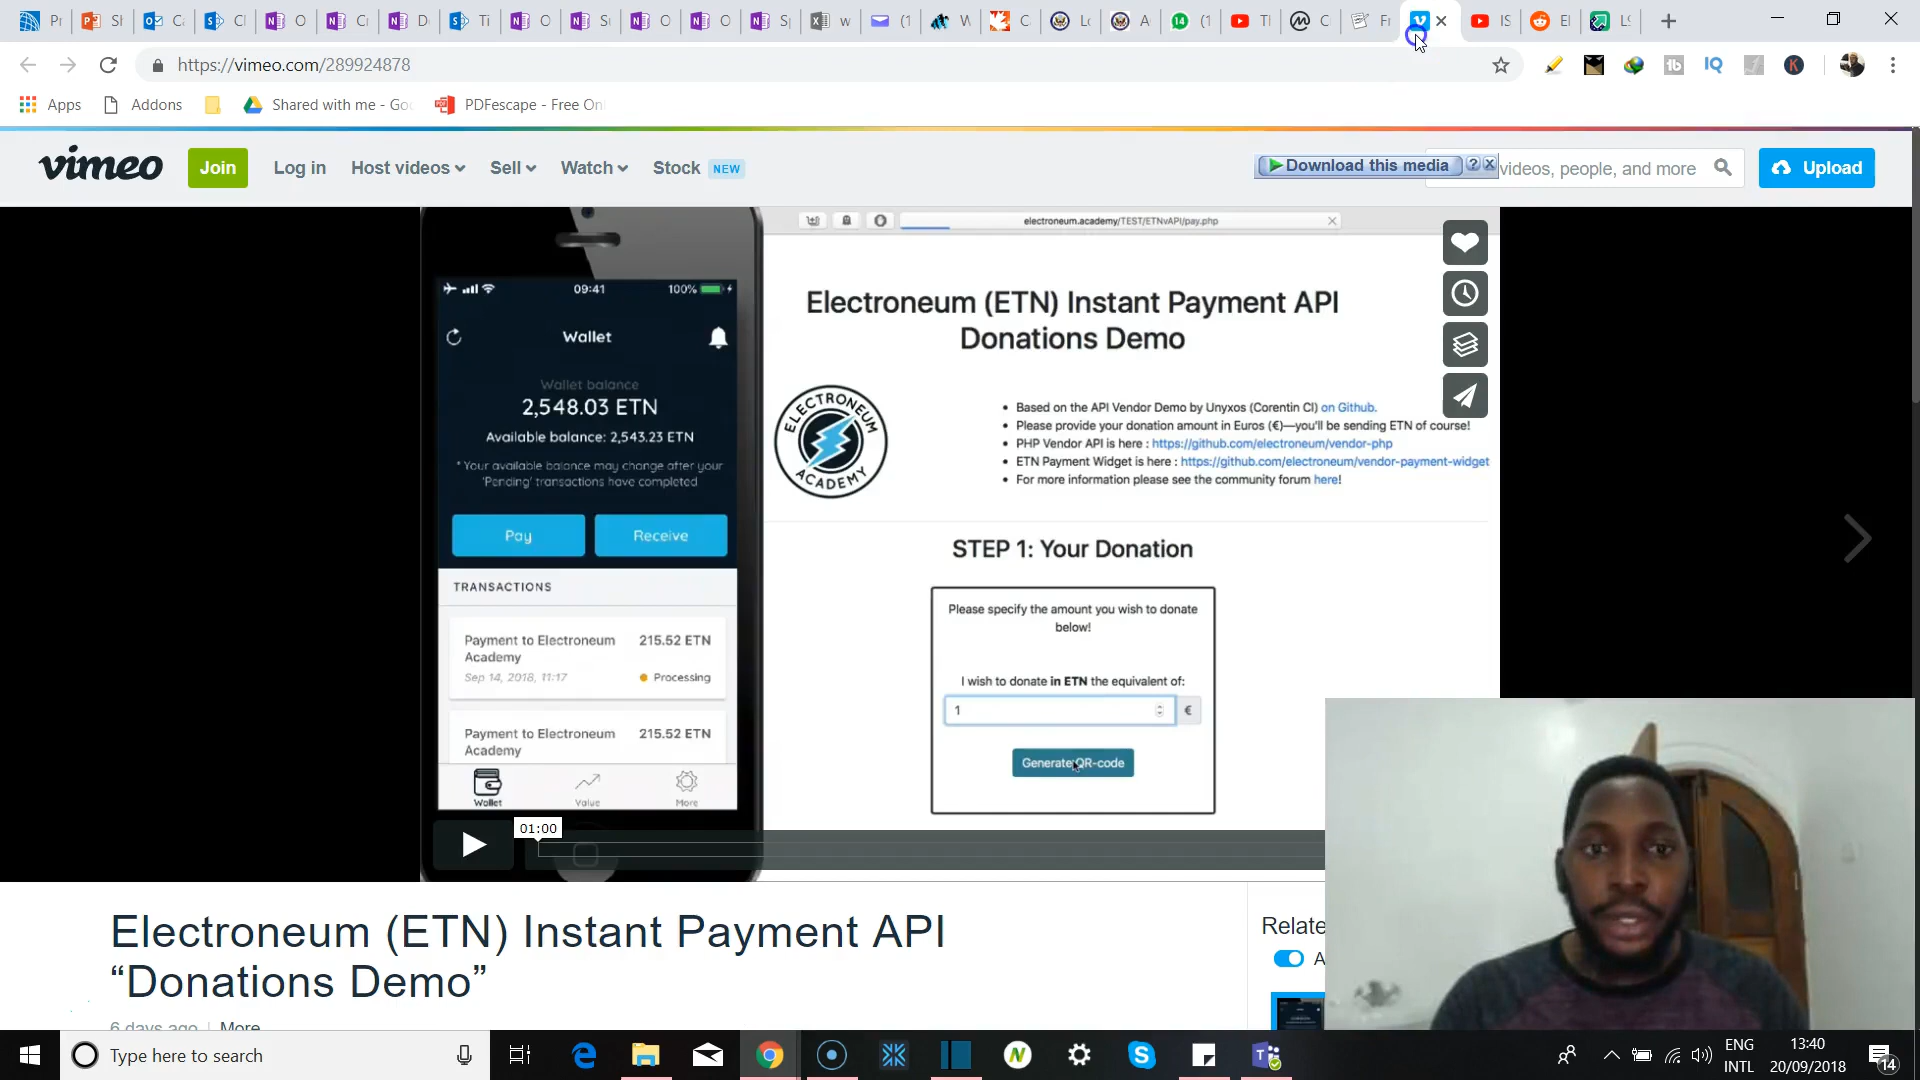 https://vimeo.com/289924878
Apps
Addons
Shared with me - Goo
PDFescape - Free Onl
vimeo
Join
Log in
Host videos
Sell
Watch
Stock
NEW
Download this media
videos, people, and more
Upload
electroneum.academy/TEST/ETNvAPI/pay.php
09:41
100%
Wallet
Wallet balance
2,548.03 ETN
Available balance: 2,543.23 ETN
* Your available balance may change after your
'Pending' transactions have completed
Pay
Receive
TRANSACTIONS
Payment to Electroneum
Academy
215.52 ETN
Sep 14, 2018, 11:17
Processing
Payment to Electroneum
Academy
215.52 ETN
Wallet
Value
More
Electroneum (ETN) Instant Payment API
Donations Demo
ELECTRONEUM
ACADEMY
Based on the API Vendor Demo by Unyxos (Corentin Cl) on Github.
Please provide your donation amount in Euros (€)—you'll be sending ETN of course!
PHP Vendor API is here : https://github.com/electroneum/vendor-php
ETN Payment Widget is here : https://github.com/electroneum/vendor-payment-widget
For more information please see the community forum here!
STEP 1: Your Donation
Please specify the amount you wish to donate
below!
I wish to donate in ETN the equivalent of:
1
€
Generate QR-code
01:00
Electroneum (ETN) Instant Payment API
“Donations Demo”
6 days ago
More
Relate
A
Type here to search
ENG
INTL
13:40
20/09/2018
14